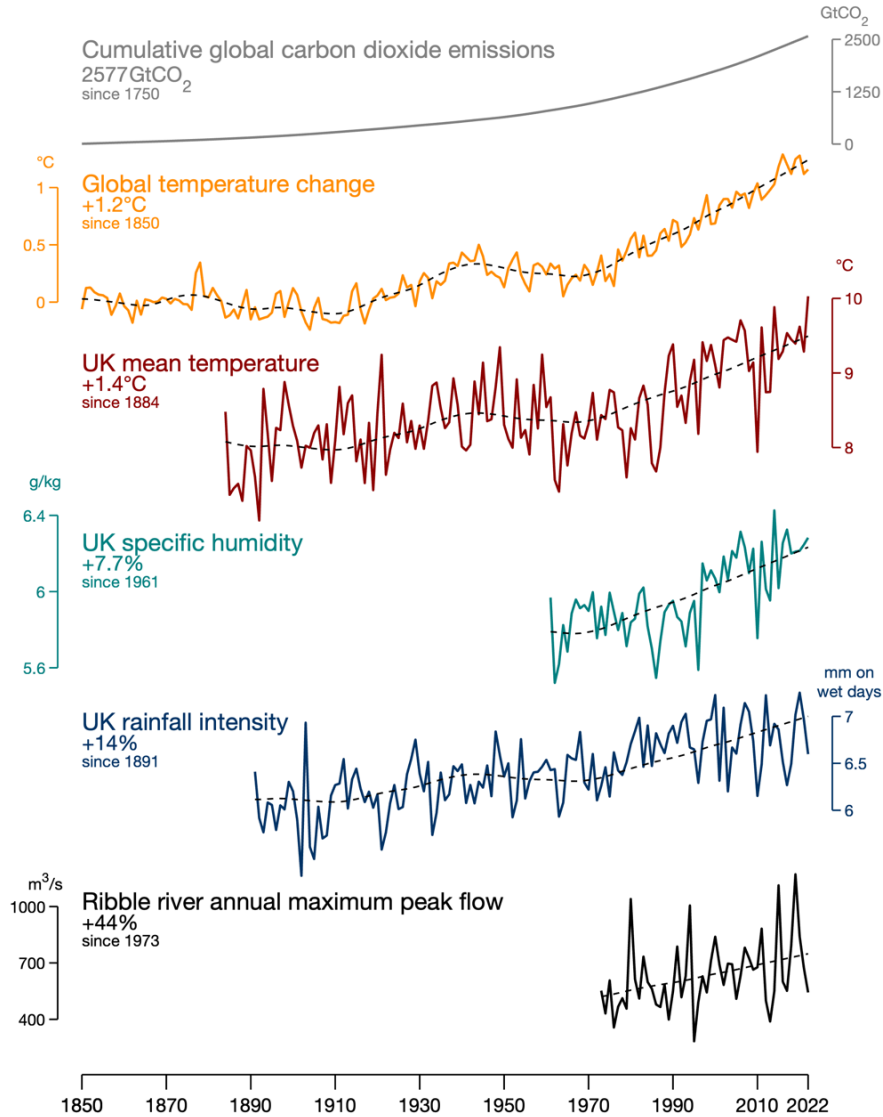 GtCO2
2500
Cumulative global carbon dioxide emissions
2577GtCO2
since 1750
1250
0
°C
Global temperature change
1
+1.2°C
since 1850
0.5
°C
0
10
UK mean temperature
+1.4°C
9
since 1884
8
g/kg
6.4
UK specific humidity
+7.7%
since 1961
6
5.6
mm on
wet days
UK rainfall intensity
7
+14%
since 1891
6.5
6
m3/s
Ribble river annual maximum peak flow
1000
+44%
since 1973
700
400
1850 1870 1890 1910 1930 1950 1970 1990 2010 2022